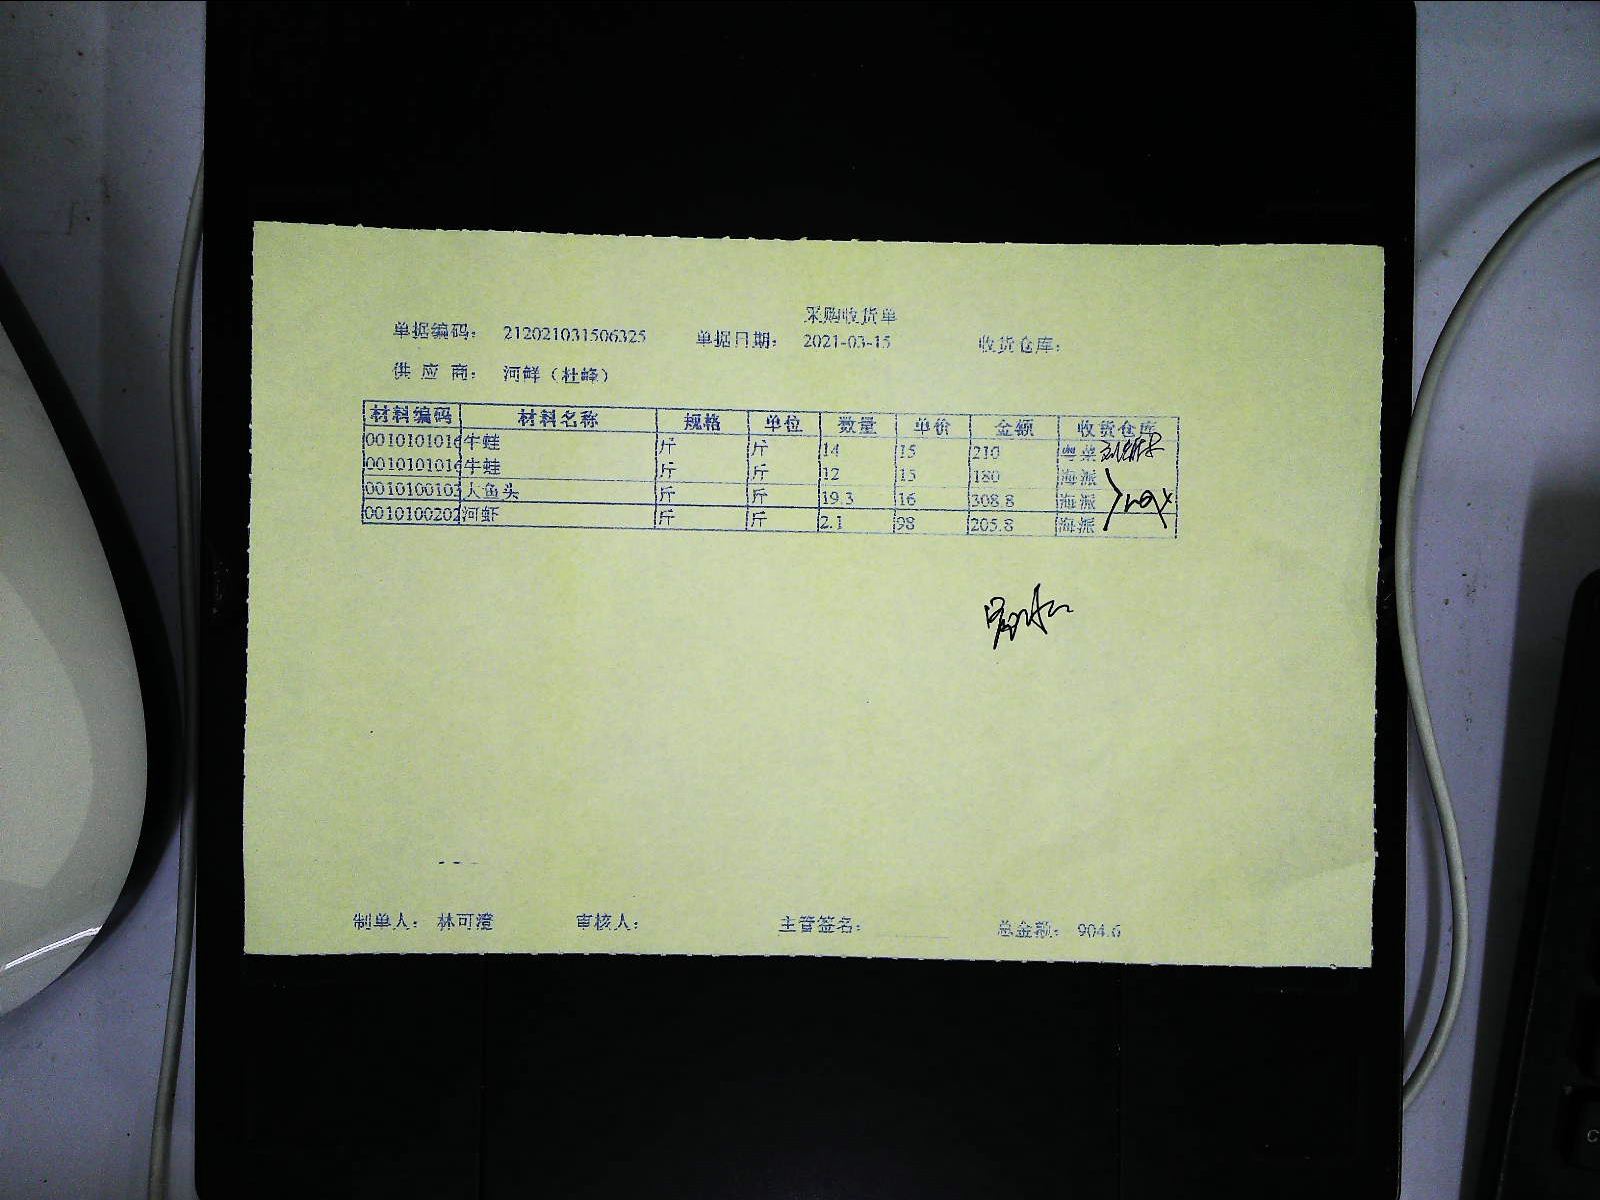 采购收货单
单据编码： 212021031506325 单据日期： 2021-03-15 收货仓库：
供应商： 河鲜（杜峰）
材料编码 材料名称 规格 单位 数量 单价 金额 收货仓库
0010101016 牛蛙 斤 斤 14 15 210 粤菜
0010101016 牛蛙 斤 斤 12 15 180 海派
0010100103 大鱼头 斤 斤 19.3 16 308.8 海派
0010100202 河虾 斤 斤 2.1 98 205.8 海派
制单人： 林可澄 审核人： 主管签名： 总金额： 904.6